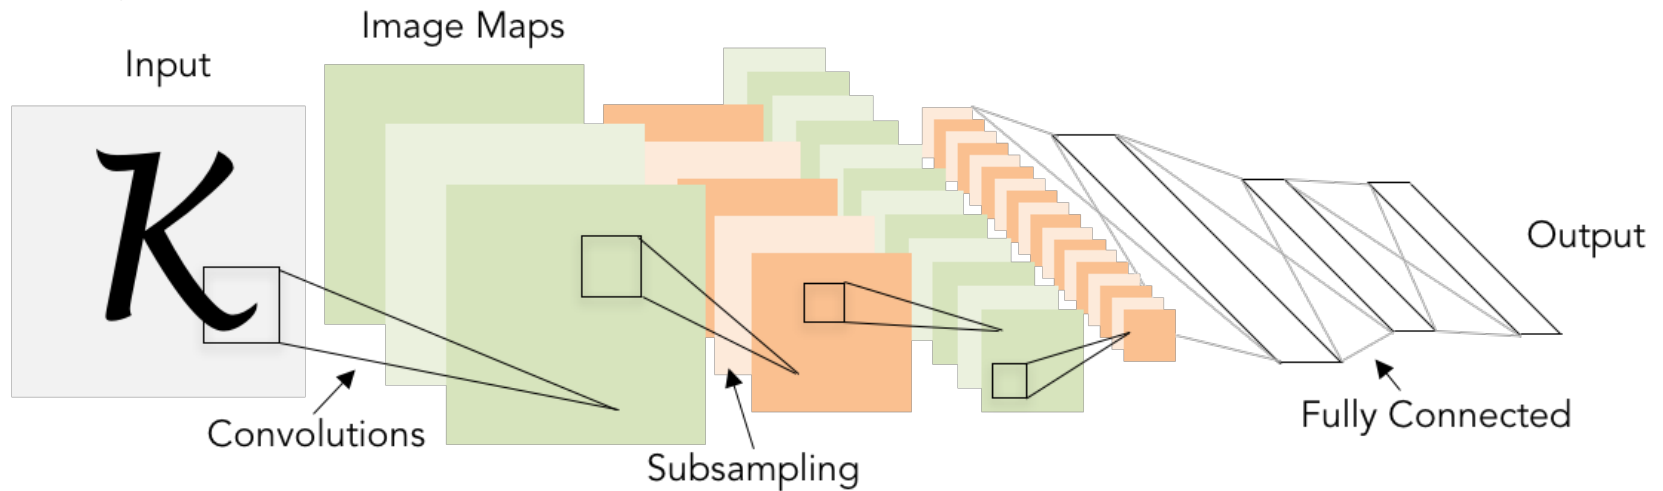 Image Maps
Input
K
Output
Convolutions
Fully Connected
Subsampling